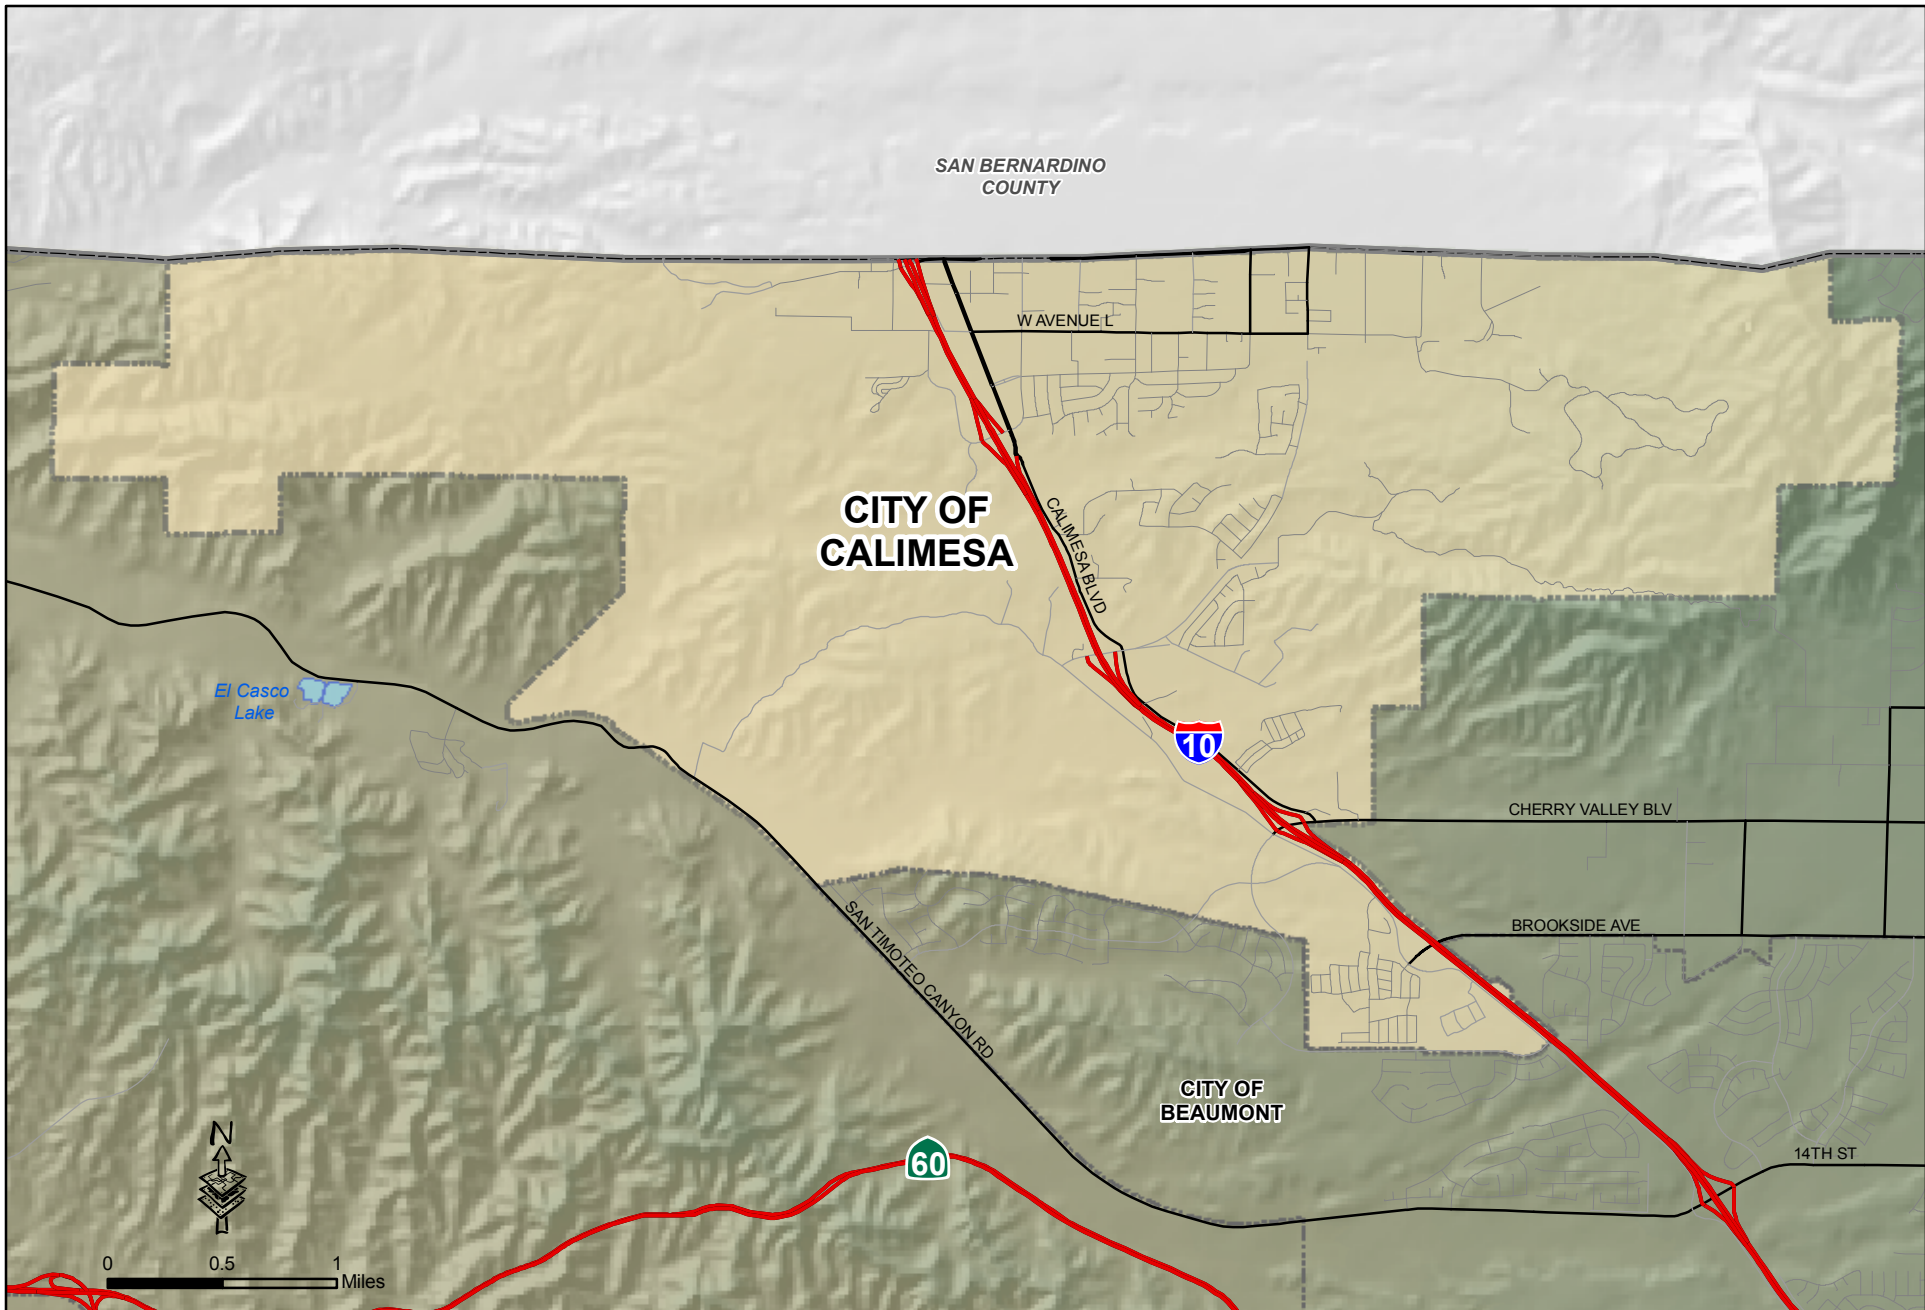 SAN BERNARDINO
COUNTY
W AVENUE L
CITY OF
CALIMESA
CALIMESA BLVD
El Casco
Lake
10
CHERRY VALLEY BLV
SAN TIMOTEO CANYON RD
BROOKSIDE AVE
CITY OF
BEAUMONT
N
60
14TH ST
0 0.5 1
Miles